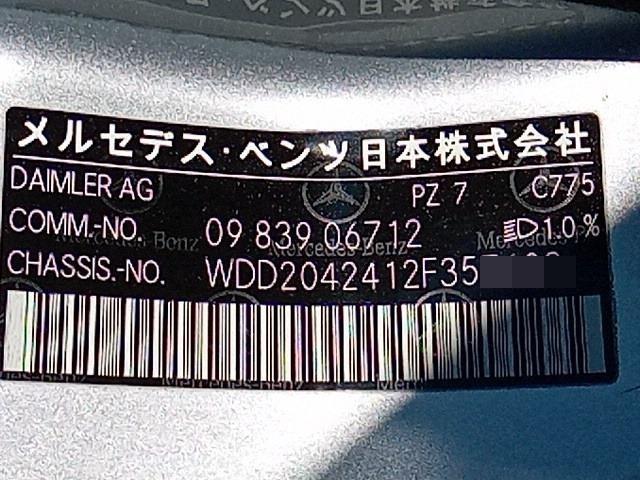 メルセデス・ベンツ日本株式会社
DAIMLER AG PZ 7 C775
COMM.-NO. 09 839 06712 1.0 %
CHASSIS.-NO. WDD2042412F35